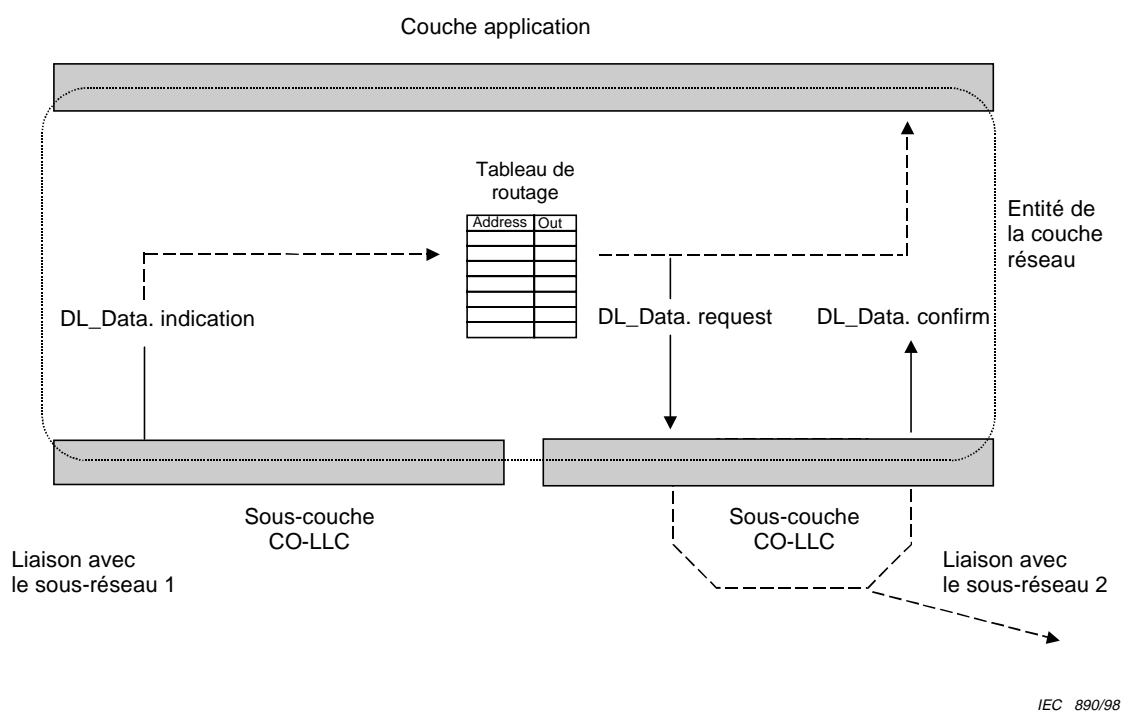 Couche application
Tableau de
routage
Address Out
Entité de
la couche
réseau
DL_Data. indication
DL_Data. request
DL_Data. confirm
Sous-couche
CO-LLC
Sous-couche
CO-LLC
Liaison avec
le sous-réseau 1
Liaison avec
le sous-réseau 2
IEC 890/98